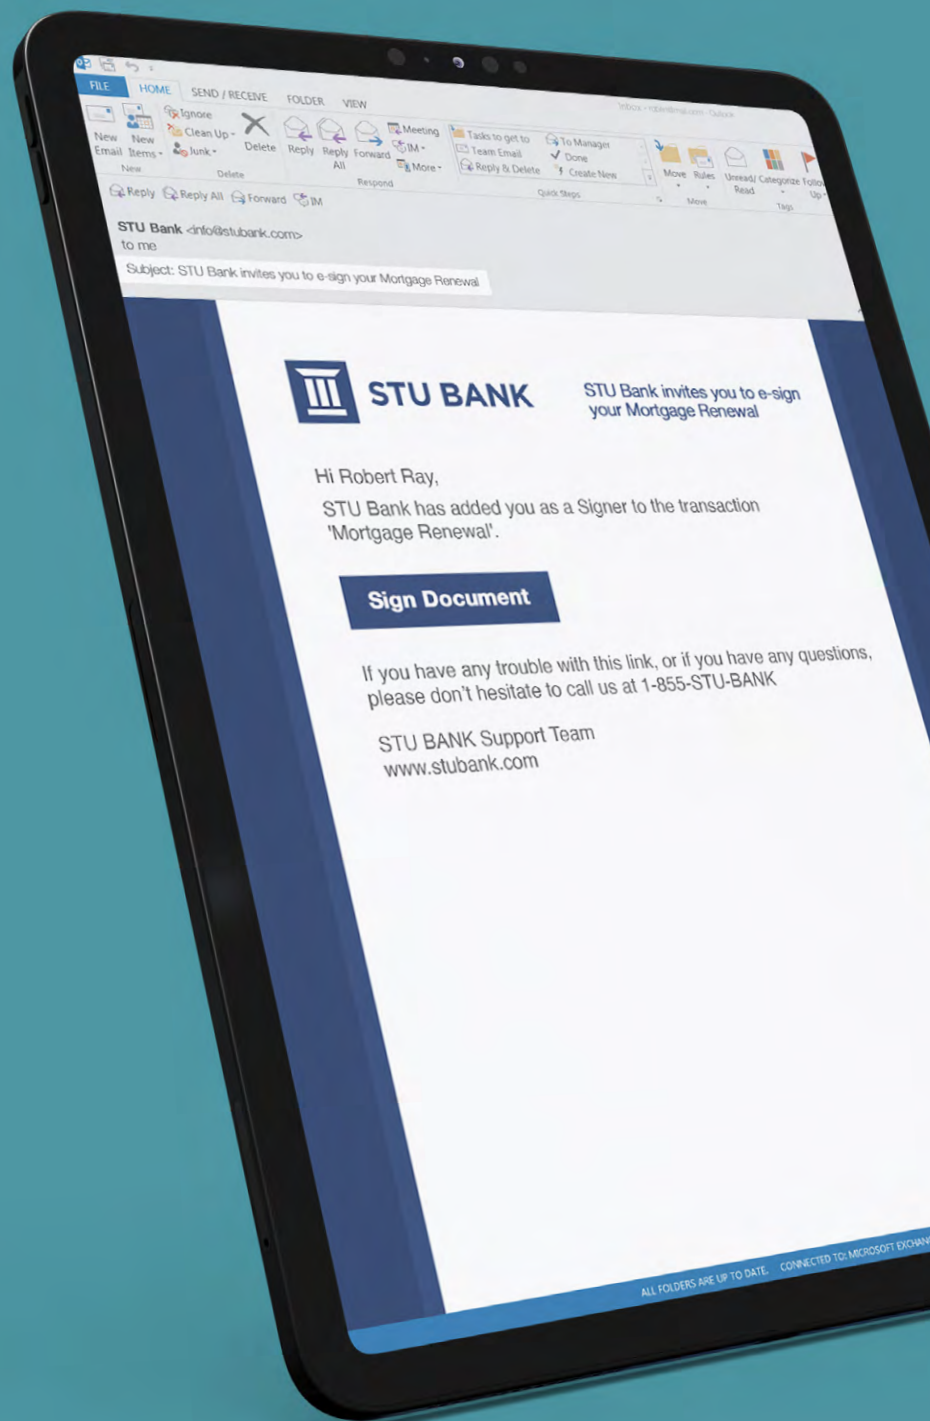 FILE HOME SEND / RECEIVE FOLDER VIEW
Ignore
Clean Up
Junk
New Email
New Items
Delete
Reply
Reply All
Forward
Meeting
IM
More
Tasks to get to
Team Email
Reply & Delete
To Manager
Done
Create New
Move
Rules
Unread/ Read
Categorize
Follow Up
New
Delete
Respond
Quick Steps
Move
Tags
Reply Reply All Forward IM
STU Bank <info@stubank.com>
to me
Subject: STU Bank invites you to e-sign your Mortgage Renewal
STU BANK
STU Bank invites you to e-sign
your Mortgage Renewal
Hi Robert Ray,
STU Bank has added you as a Signer to the transaction
'Mortgage Renewal'.
Sign Document
If you have any trouble with this link, or if you have any questions,
please don't hesitate to call us at 1-855-STU-BANK
STU BANK Support Team
www.stubank.com
ALL FOLDERS ARE UP TO DATE. CONNECTED TO: MICROSOFT EXCHANG